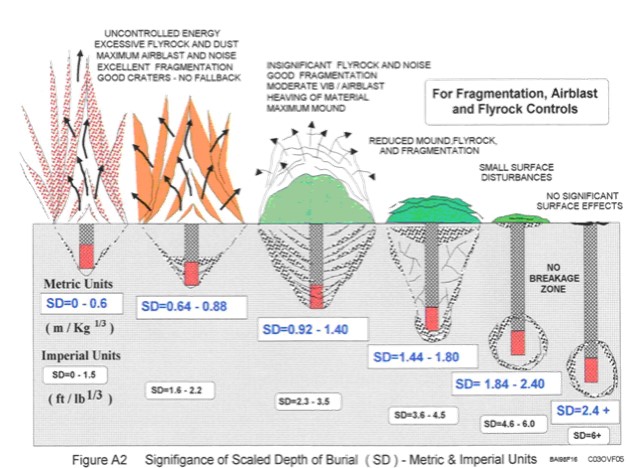 UNCONTROLLED ENERGY
EXCESSIVE FLYROCK AND DUST
MAXIMUM AIRBLAST AND NOISE
EXCELLENT FRAGMENTATION
GOOD CRATERS - NO FALLBACK
INSIGNIFICANT FLYROCK AND NOISE
GOOD FRAGMENTATION
MODERATE VIB / AIRBLAST
HEAVING OF MATERIAL
MAXIMUM MOUND
For Fragmentation, Airblast
and Flyrock Controls
REDUCED MOUND,FLYROCK,
AND FRAGMENTATION
SMALL SURFACE
DISTURBANCES
NO SIGNIFICANT
SURFACE EFFECTS
NO
BREAKAGE
ZONE
Metric Units
SD=0 - 0.6
( m / Kg 1/3 )
SD=0.64 - 0.88
SD=0.92 - 1.40
SD=1.44 - 1.80
SD= 1.84 - 2.40
SD=2.4 +
Imperial Units
SD=0 - 1.5
( ft / lb 1/3 )
SD=1.6 - 2.2
SD=2.3 - 3.5
SD=3.6 - 4.5
SD=4.6 - 6.0
SD=6+
Figure A2 Signifigance of Scaled Depth of Burial ( SD ) - Metric & Imperial Units BAI98F16 C03OVF05